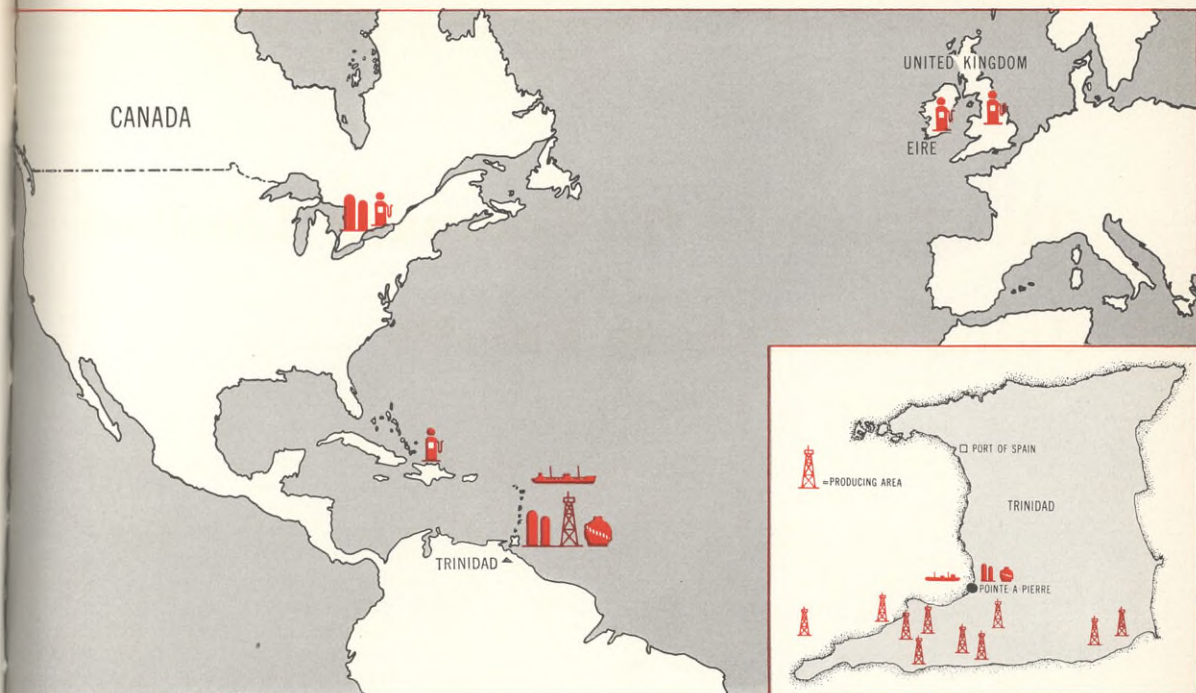 CANADA
UNITED KINGDOM
EIRE
TRINIDAD
PORT OF SPAIN
=PRODUCING AREA
TRINIDAD
POINTE A PIERRE